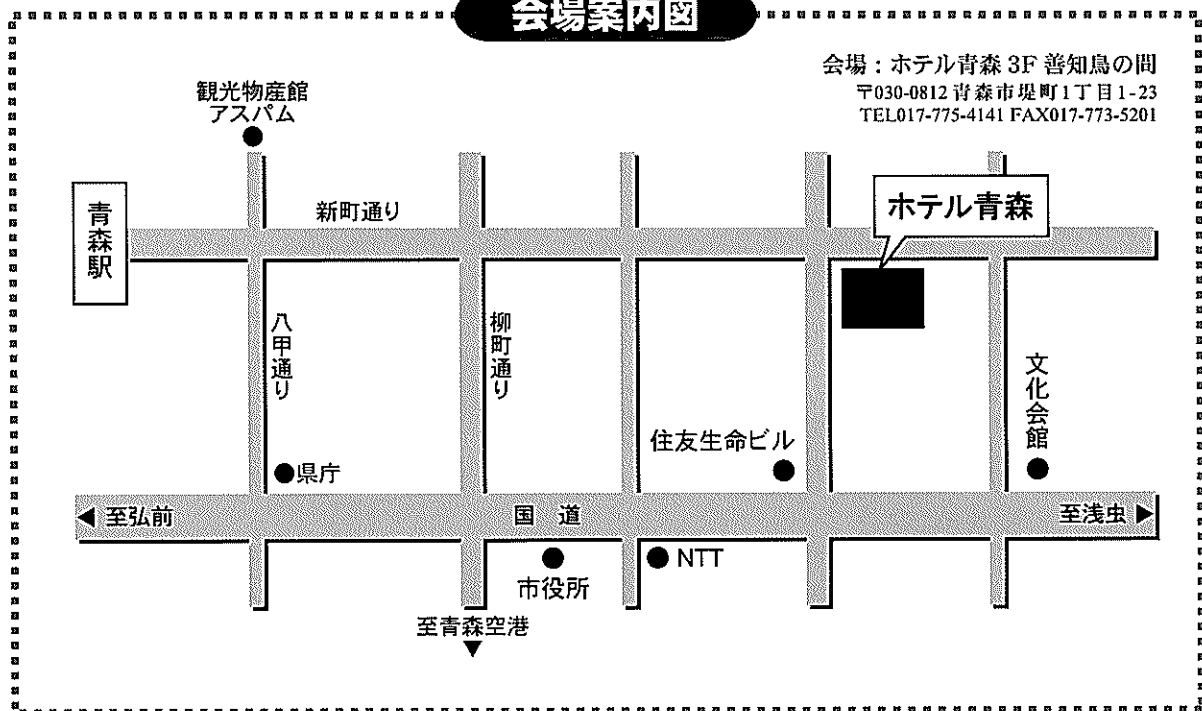 会場案内図
会場：ホテル青森 3F 善知鳥の間
〒030-0812 青森市堤町1丁目1-23
TEL017-775-4141 FAX017-773-5201
観光物産館
アスパム
青森駅
新町通り
ホテル青森
八甲通り
柳町通り
文化会館
住友生命ビル
県庁
至弘前
国道
至浅虫
市役所
NTT
至青森空港